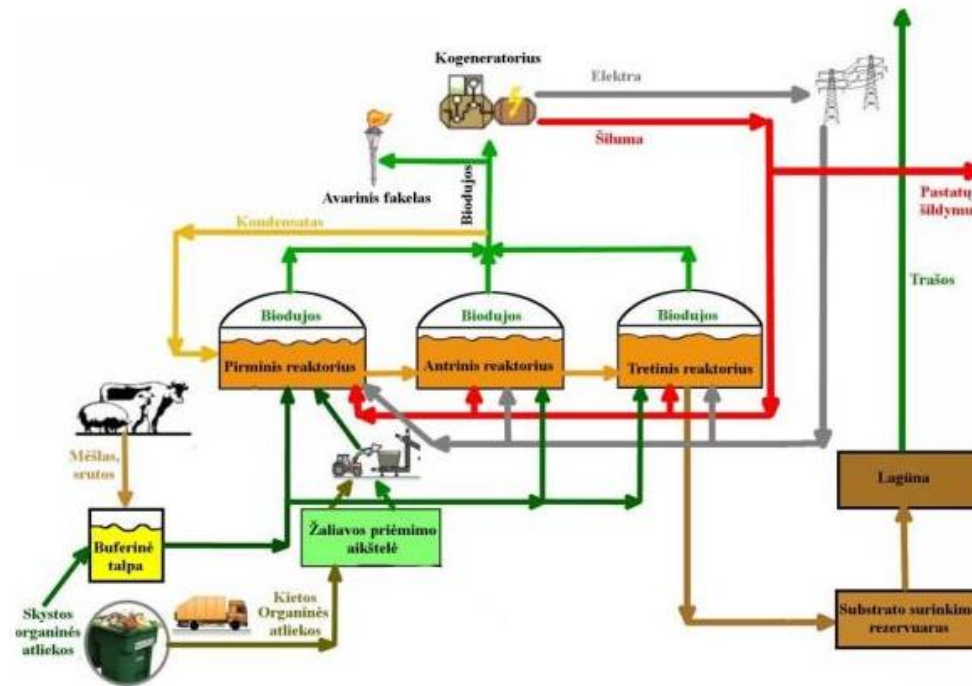 Kogeneratorius
Elektra
Šiluma
Avarinis fakelas
Biodujos
Kondensatas
Pastatų
šildymu
Trąšos
Biodujos
Biodujos
Biodujos
Pirminis reaktorius
Antrinis reaktorius
Tretinis reaktorius
Mėšlas,
srutos
Lagūna
Buferinė
talpa
Žaliavos priėmimo
aikštelė
Skystos
organinės
atliekos
Kietos
Organinės
atliekos
Substrato surinkimo
rezervuaras